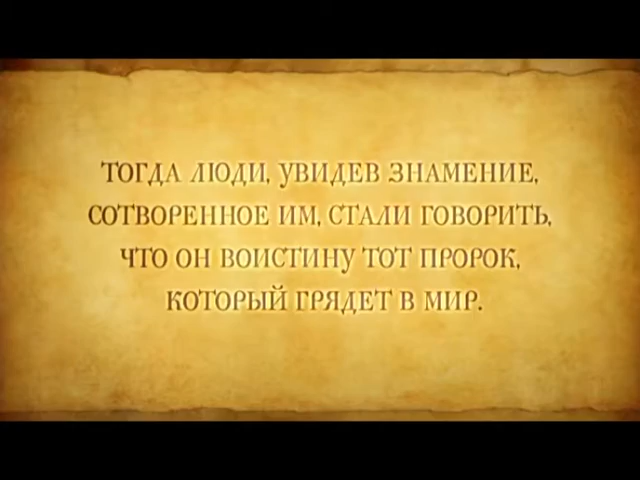 ТОГДА ЛЮДИ, УВИДЕВ ЗНАМЕНИЕ,
СОТВОРЕННОЕ ИМ, СТАЛИ ГОВОРИТЬ,
ЧТО ОН ВОИСТИНУ ТОТ ПРОРОК,
КОТОРЫЙ ГРЯДЕТ В МИР.